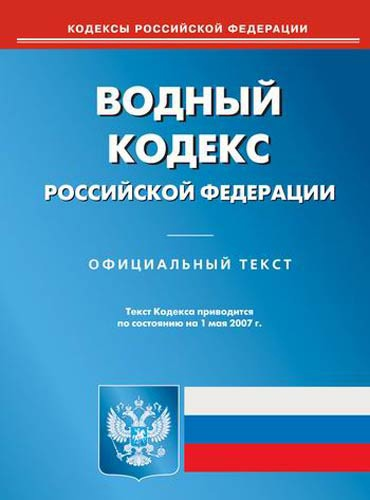 КОДЕКСЫ РОССИЙСКОЙ ФЕДЕРАЦИИ
ВОДНЫЙ
КОДЕКС
РОССИЙСКОЙ ФЕДЕРАЦИИ
ОФИЦИАЛЬНЫЙ ТЕКСТ
Текст Кодекса приводится
по состоянию на 1 мая 2007 г.